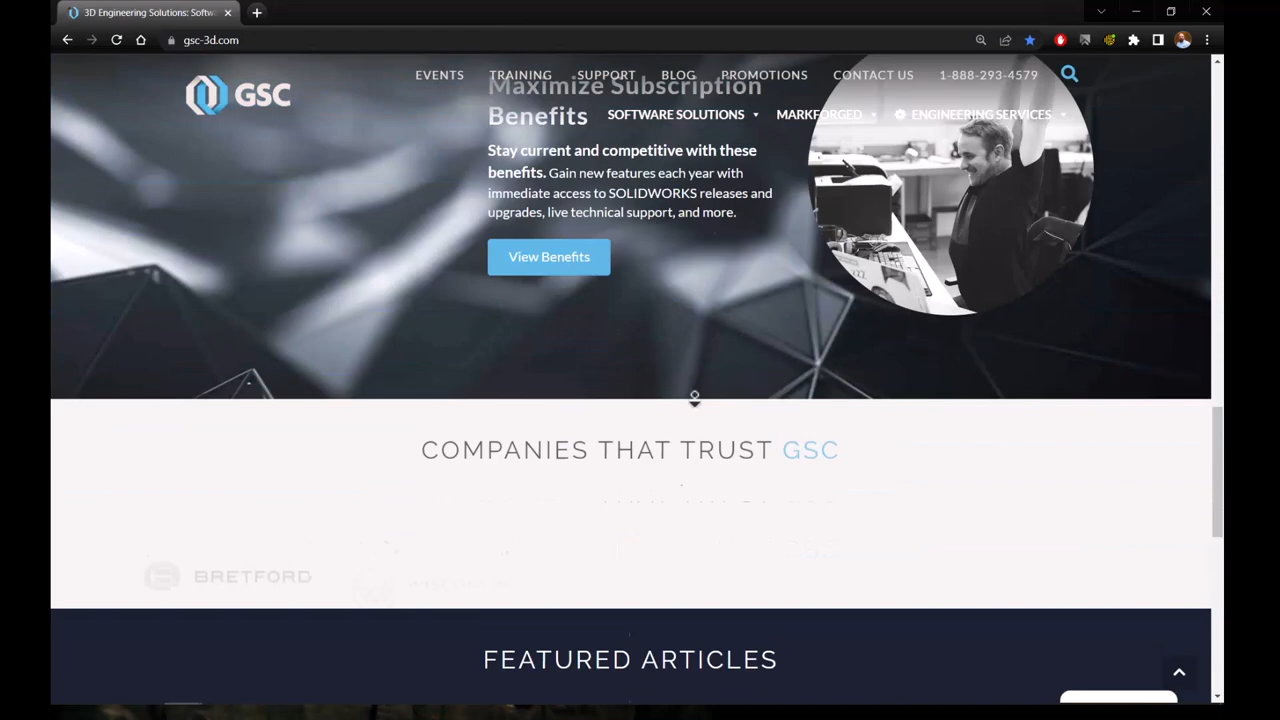 3D Engineering Solutions: Softw
gsc-3d.com
EVENTS TRAINING SUPPORT BLOG PROMOTIONS CONTACT US 1-888-293-4579
GSC
SOFTWARE SOLUTIONS MARKFORGED ENGINEERING SERVICES
Maximize Subscription
Benefits
Stay current and competitive with these
benefits. Gain new features each year with
immediate access to SOLIDWORKS releases and
upgrades, live technical support, and more.
View Benefits
COMPANIES THAT TRUST GSC
BRETFORD
FEATURED ARTICLES